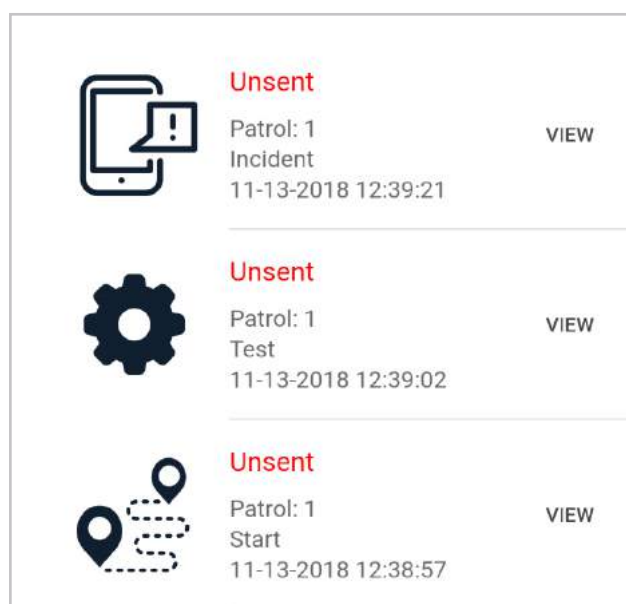 Unsent
Patrol: 1
VIEW
Incident
11-13-2018 12:39:21
Unsent
Patrol: 1
VIEW
Test
11-13-2018 12:39:02
Unsent
Patrol: 1
VIEW
Start
11-13-2018 12:38:57